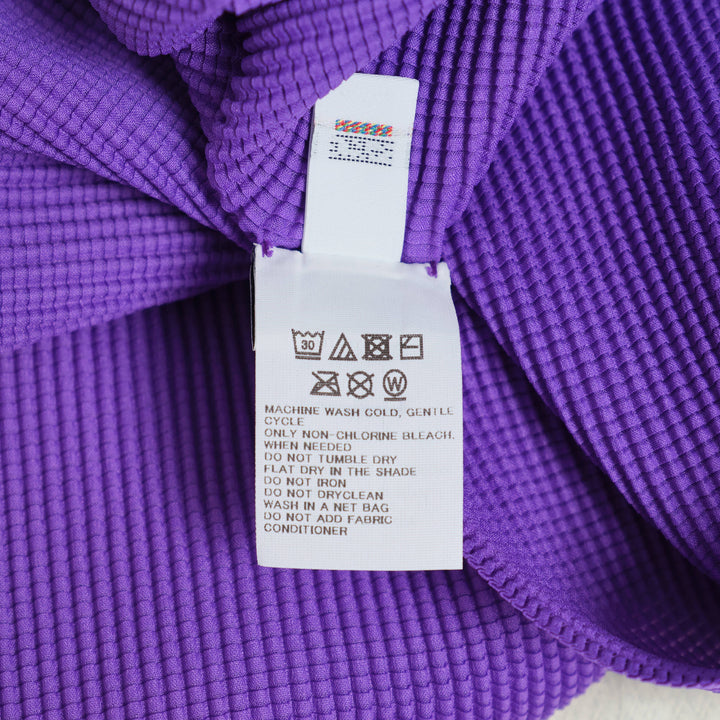 30
W
MACHINE WASH COLD, GENTLE
CYCLE
ONLY NON-CHLORINE BLEACH.
WHEN NEEDED
DO NOT TUMBLE DRY
FLAT DRY IN THE SHADE
DO NOT IRON
DO NOT DRYCLEAN
WASH IN A NET BAG
DO NOT ADD FABRIC
CONDITIONER